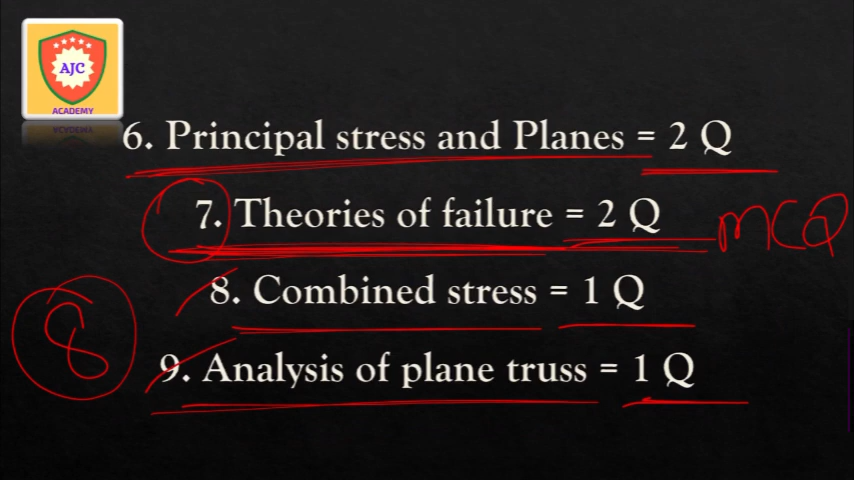 AJC
ACADEMY
6. Principal stress and Planes = 2 Q
7. Theories of failure = 2 Q MCQ
8. Combined stress = 1 Q
8
9. Analysis of plane truss = 1 Q